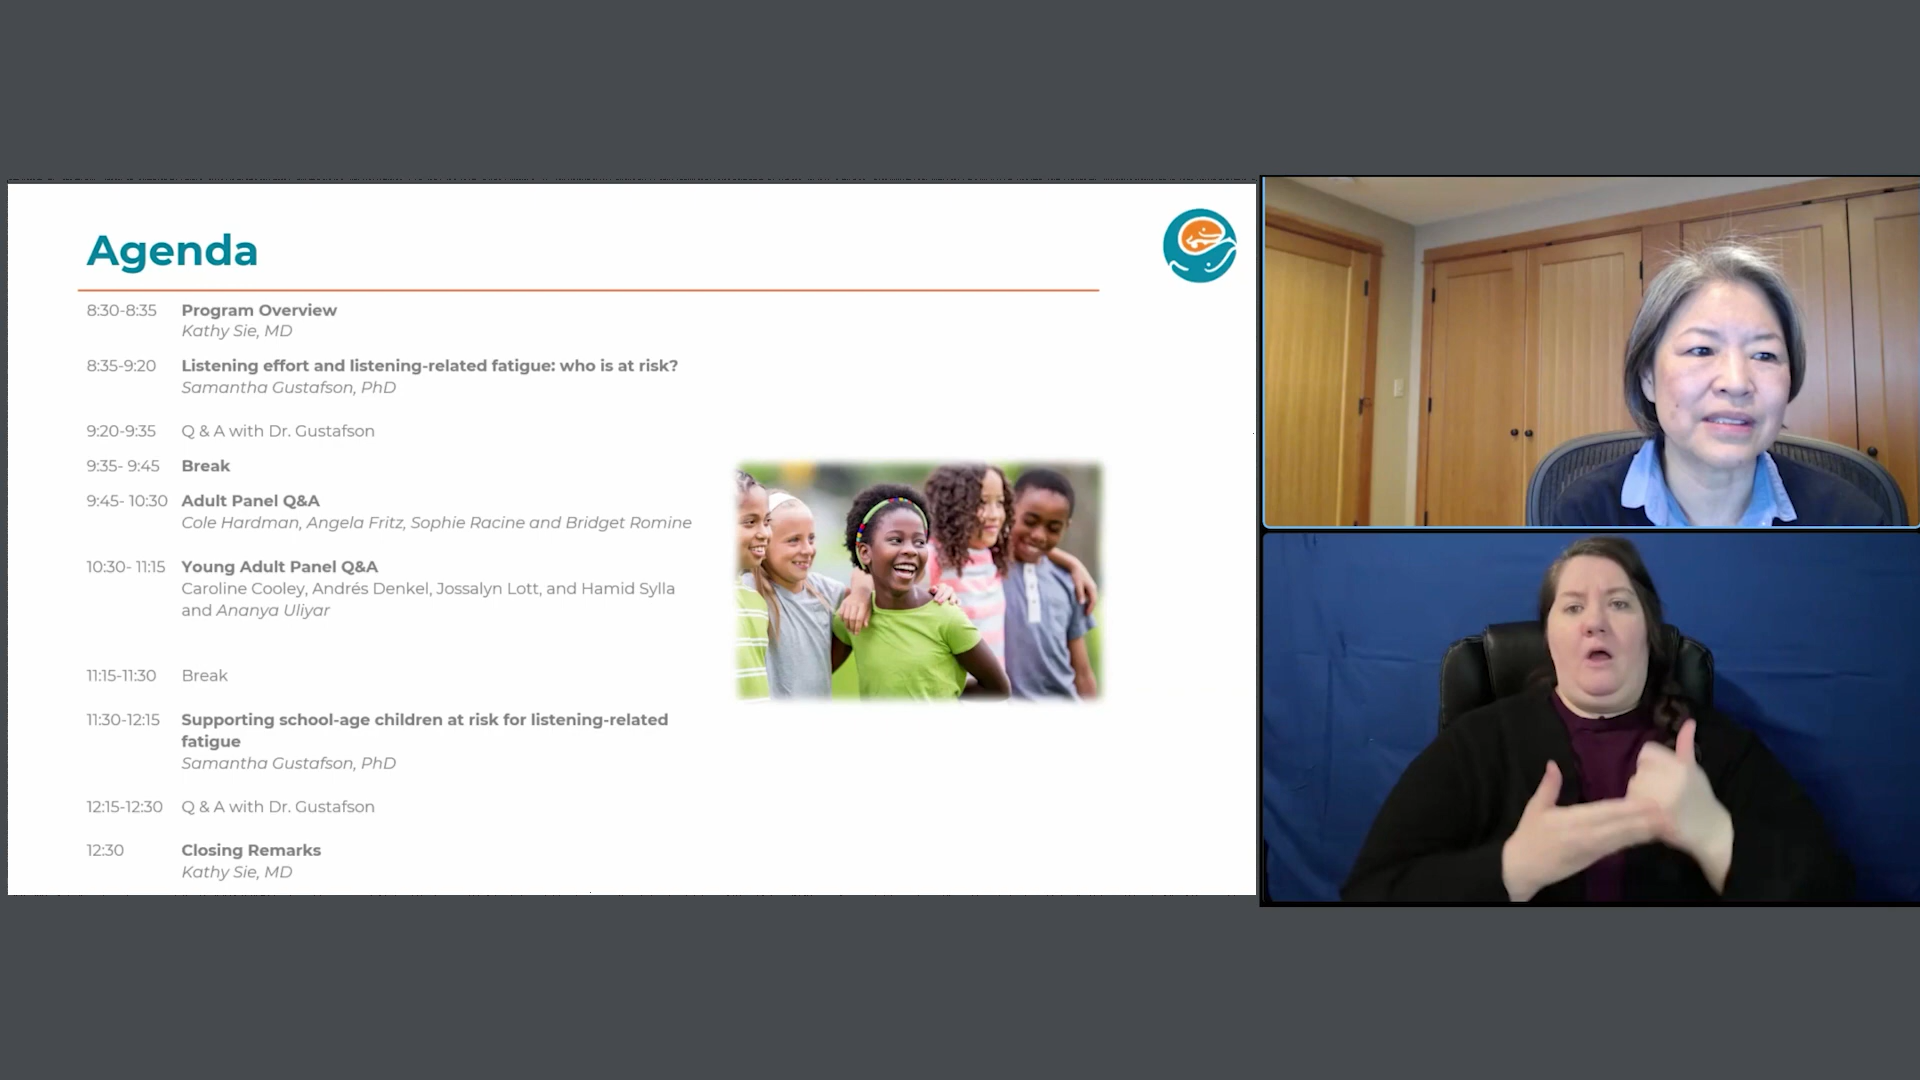 Agenda
8:30-8:35 Program Overview
Kathy Sie, MD
8:35-9:20 Listening effort and listening-related fatigue: who is at risk?
Samantha Gustafson, PhD
9:20-9:35 Q & A with Dr. Gustafson
9:35- 9:45 Break
9:45- 10:30 Adult Panel Q&A
Cole Hardman, Angela Fritz, Sophie Racine and Bridget Romine
10:30- 11:15 Young Adult Panel Q&A
Caroline Cooley, Andrés Denkel, Jossalyn Lott, and Hamid Sylla
and Ananya Uliyar
11:15-11:30 Break
11:30-12:15 Supporting school-age children at risk for listening-related
fatigue
Samantha Gustafson, PhD
12:15-12:30 Q & A with Dr. Gustafson
12:30 Closing Remarks
Kathy Sie, MD